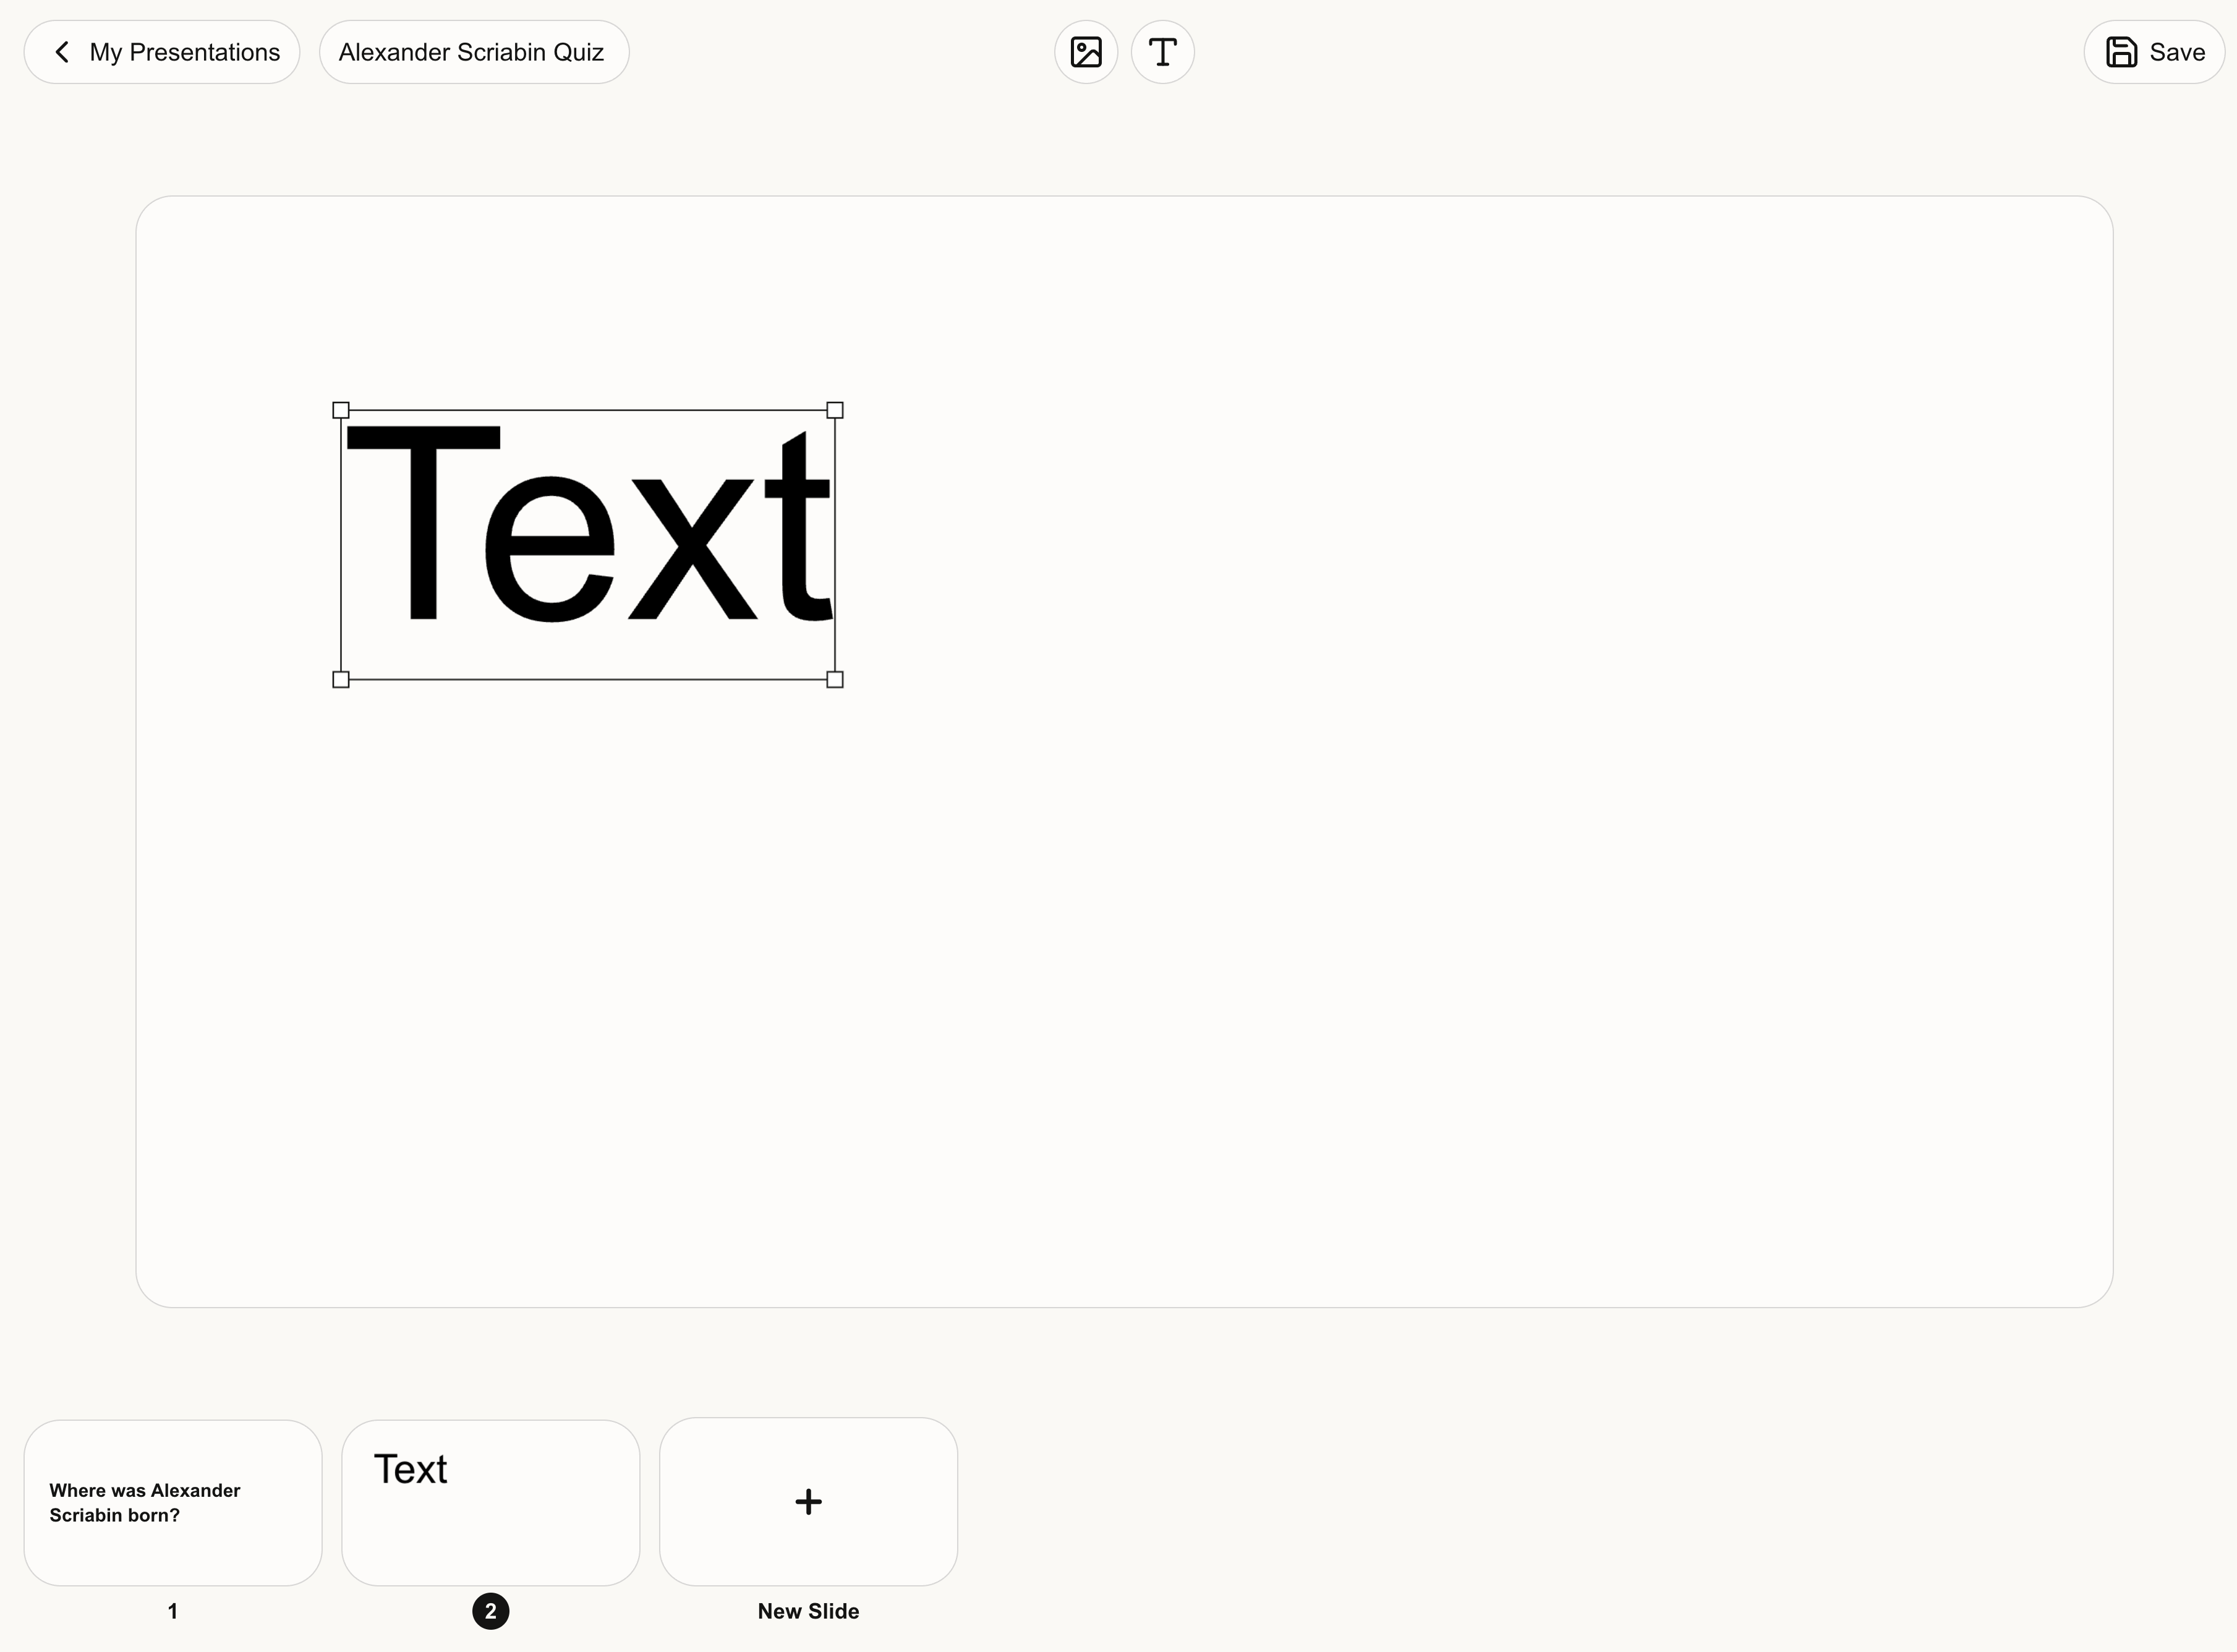 My Presentations
Alexander Scriabin Quiz
Save
Text
Where was Alexander
Scriabin born?
Text
1
2
New Slide